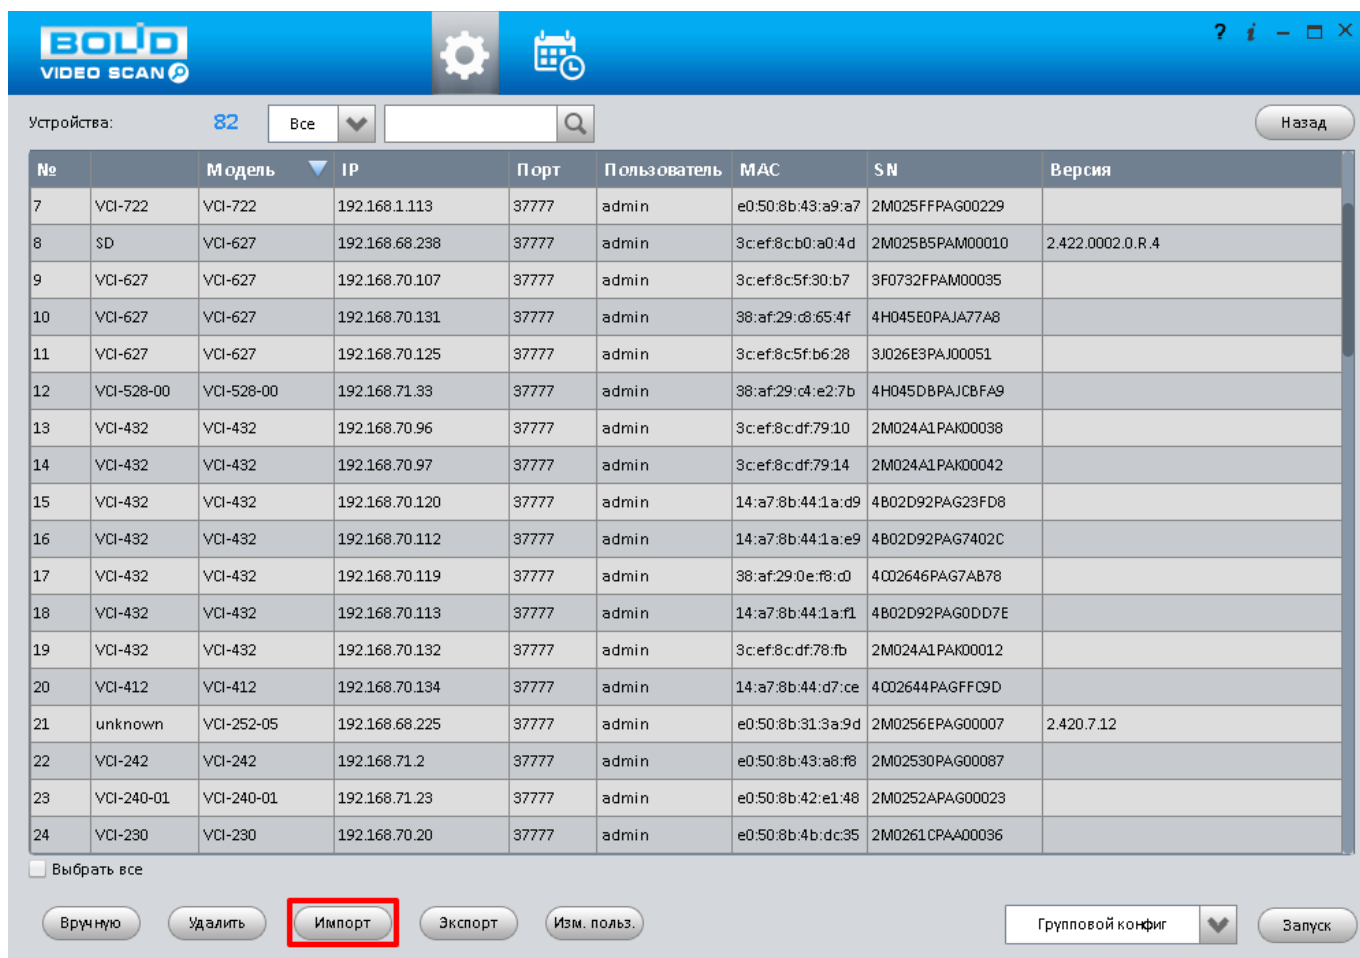 BOLID
VIDEO SCAN
? i
Устройства: 82 Все Назад
№ Модель IP Порт Пользователь MAC SN Версия
7 VCI-722 VCI-722 192.168.1.113 37777 admin e0:50:8b:43:a9:a7 2M025FFPAG00229
8 SD VCI-627 192.168.68.238 37777 admin 3c:ef:8c:b0:a0:4d 2M025B5PAM00010 2.422.0002.0.R.4
9 VCI-627 VCI-627 192.168.70.107 37777 admin 3c:ef:8c:5f:30:b7 3F0732FPAM00035
10 VCI-627 VCI-627 192.168.70.131 37777 admin 38:af:29:c8:65:4f 4H045E0PAJA77A8
11 VCI-627 VCI-627 192.168.70.125 37777 admin 3c:ef:8c:5f:b6:28 3J026E3PAJ00051
12 VCI-528-00 VCI-528-00 192.168.71.33 37777 admin 38:af:29:c4:e2:7b 4H045DBPAJCBFA9
13 VCI-432 VCI-432 192.168.70.96 37777 admin 3c:ef:8c:df:79:10 2M024A1PAK00038
14 VCI-432 VCI-432 192.168.70.97 37777 admin 3c:ef:8c:df:79:14 2M024A1PAK00042
15 VCI-432 VCI-432 192.168.70.120 37777 admin 14:a7:8b:44:1a:d9 4B02D92PAG23FD8
16 VCI-432 VCI-432 192.168.70.112 37777 admin 14:a7:8b:44:1a:e9 4B02D92PAG7402C
17 VCI-432 VCI-432 192.168.70.119 37777 admin 38:af:29:0e:f8:c0 4C02646PAG7AB78
18 VCI-432 VCI-432 192.168.70.113 37777 admin 14:a7:8b:44:1a:f1 4B02D92PAG0DD7E
19 VCI-432 VCI-432 192.168.70.132 37777 admin 3c:ef:8c:df:78:fb 2M024A1PAK00012
20 VCI-412 VCI-412 192.168.70.134 37777 admin 14:a7:8b:44:d7:ce 4C02644PAGFFC9D
21 unknown VCI-252-05 192.168.68.225 37777 admin e0:50:8b:31:3a:9d 2M0256EPAG00007 2.420.7.12
22 VCI-242 VCI-242 192.168.71.2 37777 admin e0:50:8b:43:a8:f8 2M02530PAG00087
23 VCI-240-01 VCI-240-01 192.168.71.23 37777 admin e0:50:8b:42:e1:48 2M0252APAG00023
24 VCI-230 VCI-230 192.168.70.20 37777 admin e0:50:8b:4b:dc:35 2M0261CPAA00036
Выбрать все
Вручную Удалить Импорт Экспорт Изм. польз. Групповой конфиг Запуск